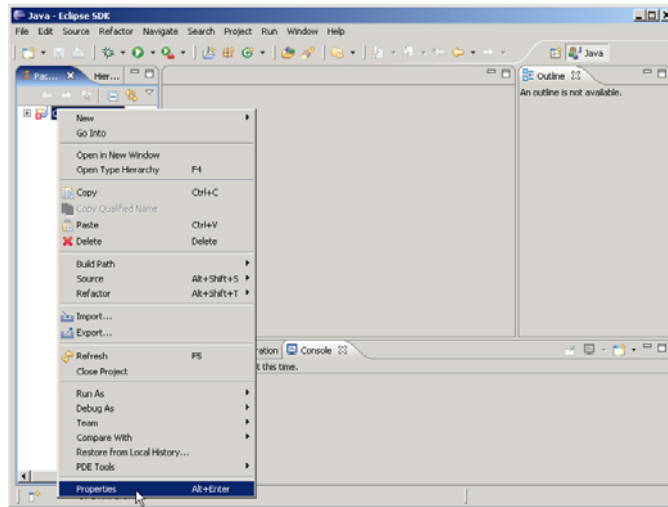 Java - Eclipse SDK
File Edit Source Refactor Navigate Search Project Run Window Help
Java
Pac... Hier...
Outline
An outline is not available.
New
Go Into
Open in New Window
Open Type Hierarchy F4
Copy Ctrl+C
Copy Qualified Name
Paste Ctrl+V
Delete Delete
Build Path
Source Alt+Shift+S
Refactor Alt+Shift+T
Import...
Export...
Refresh F5
Close Project
Run As
Debug As
Team
Compare With
Restore from Local History...
PDE Tools
Properties Alt+Enter
ration Console
t this time.